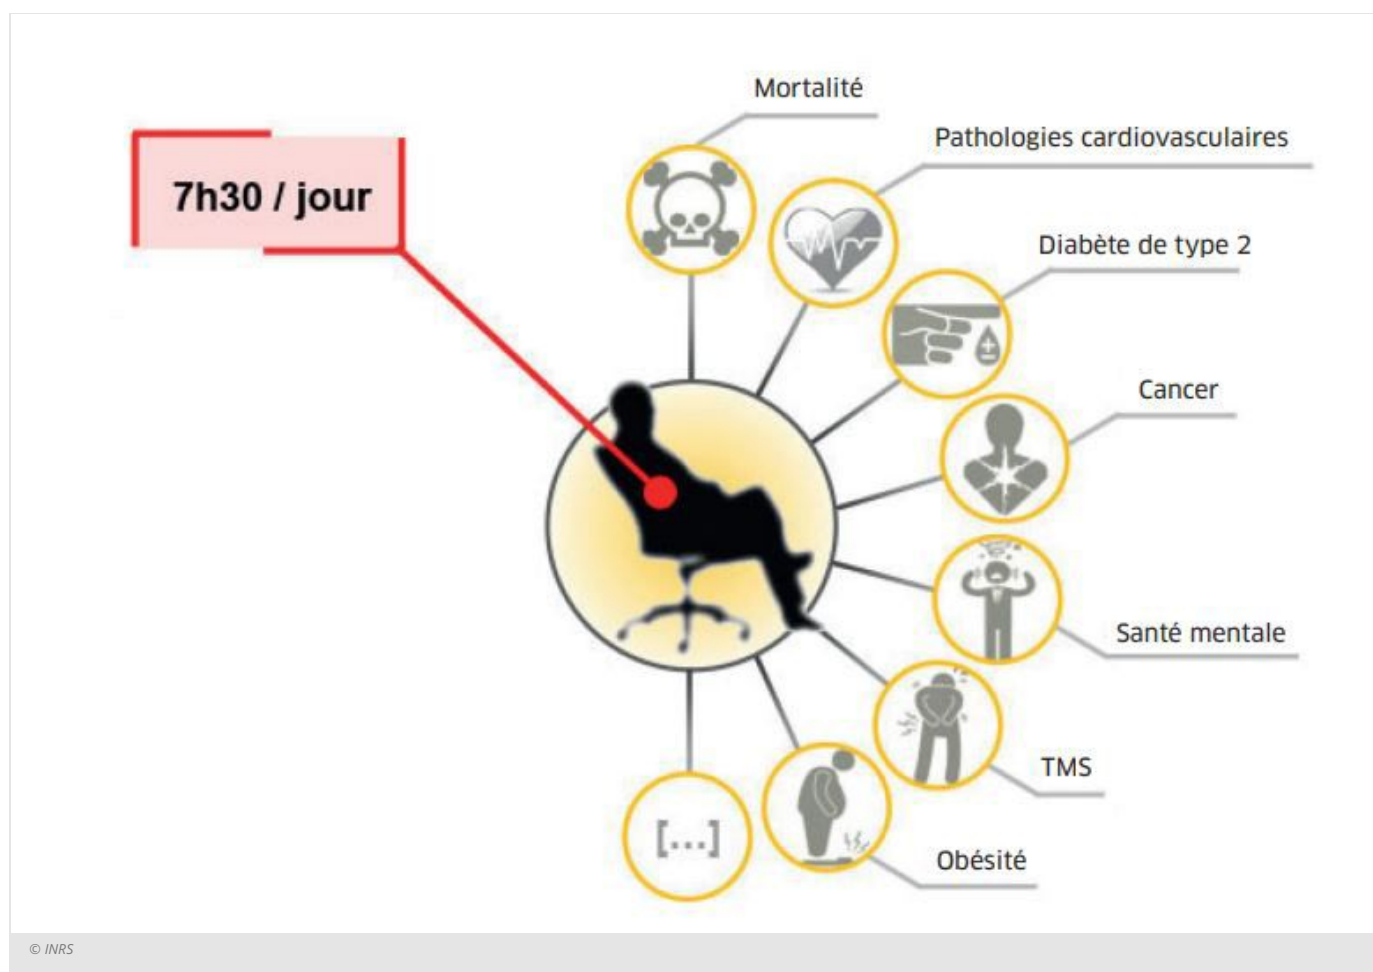 Mortalité
Pathologies cardiovasculaires
7h30 / jour
Diabète de type 2
Cancer
Santé mentale
TMS
[...]
Obésité
© INRS